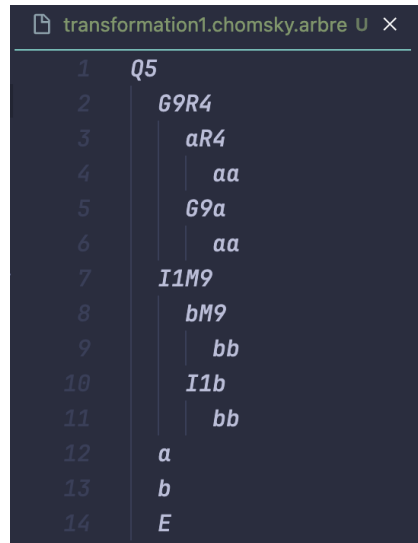 transformation1.chomsky.arbre U ×
1 Q5
2 G9R4
3 aR4
4 aa
5 G9a
6 aa
7 I1M9
8 bM9
9 bb
10 I1b
11 bb
12 a
13 b
14 E